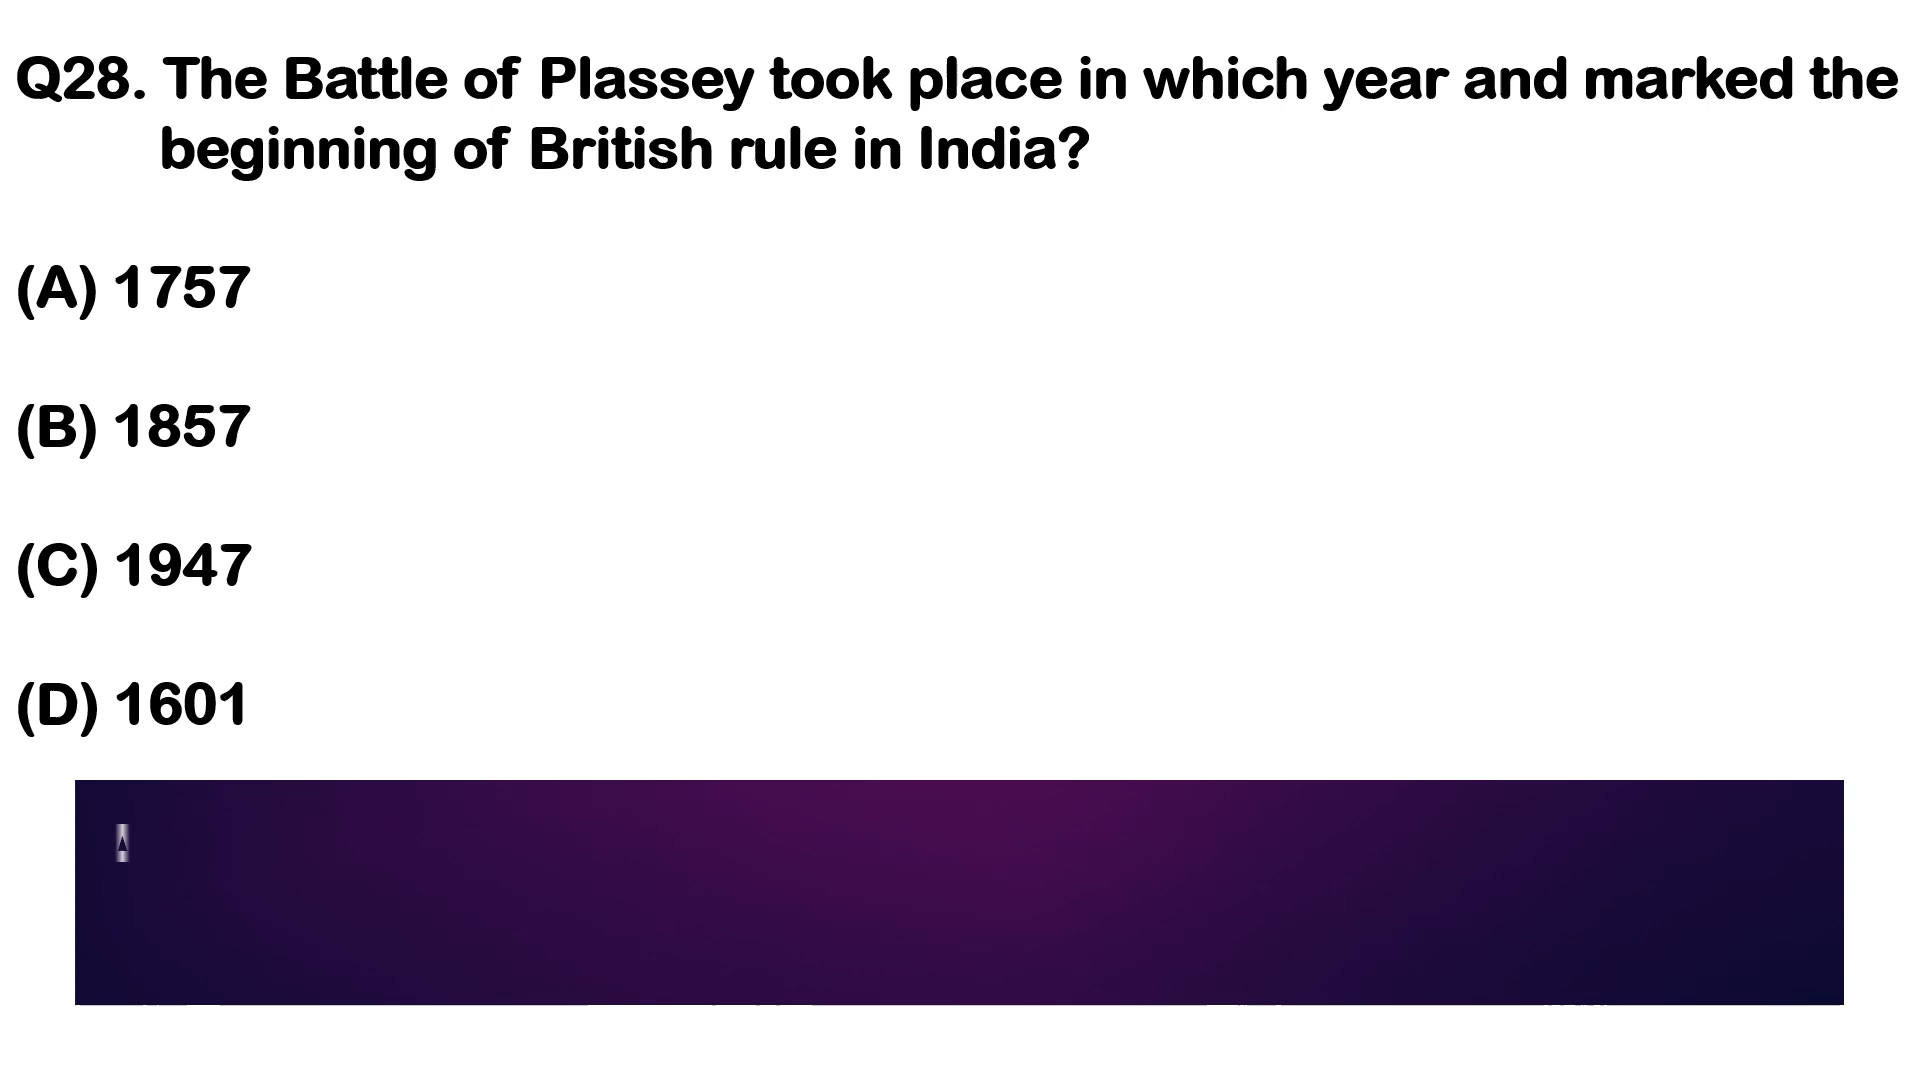 Q28. The Battle of Plassey took place in which year and marked the
beginning of British rule in India?
(A) 1757
(B) 1857
(C) 1947
(D) 1601